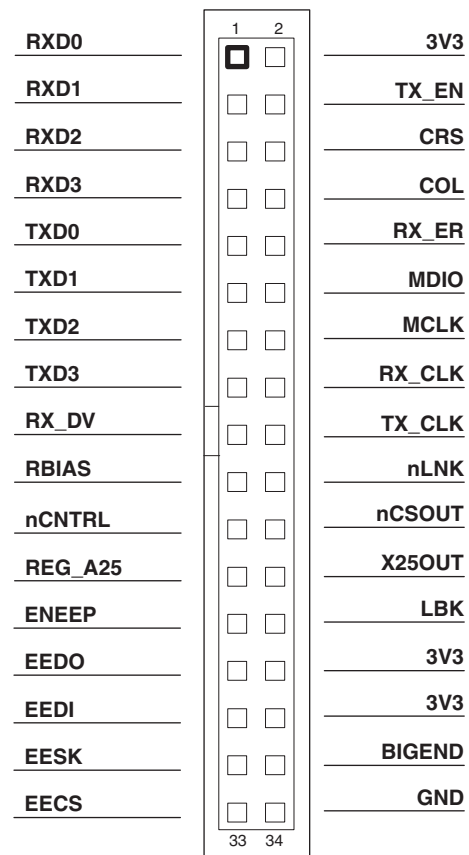 1 2
RXD0 3V3
RXD1 TX_EN
RXD2 CRS
RXD3 COL
TXD0 RX_ER
TXD1 MDIO
TXD2 MCLK
TXD3 RX_CLK
RX_DV TX_CLK
RBIAS nLNK
nCNTRL nCSOUT
REG_A25 X25OUT
ENEEP LBK
EEDO 3V3
EEDI 3V3
EESK BIGEND
EECS GND
33 34